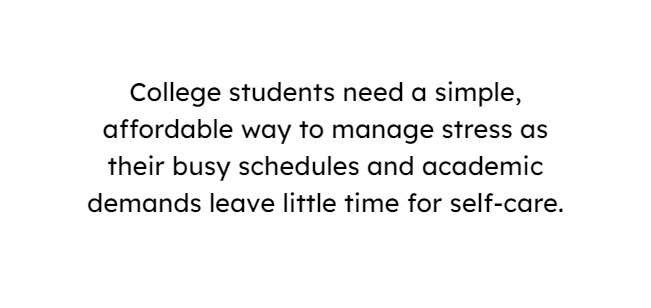 College students need a simple,
affordable way to manage stress as
their busy schedules and academic
demands leave little time for self-care.